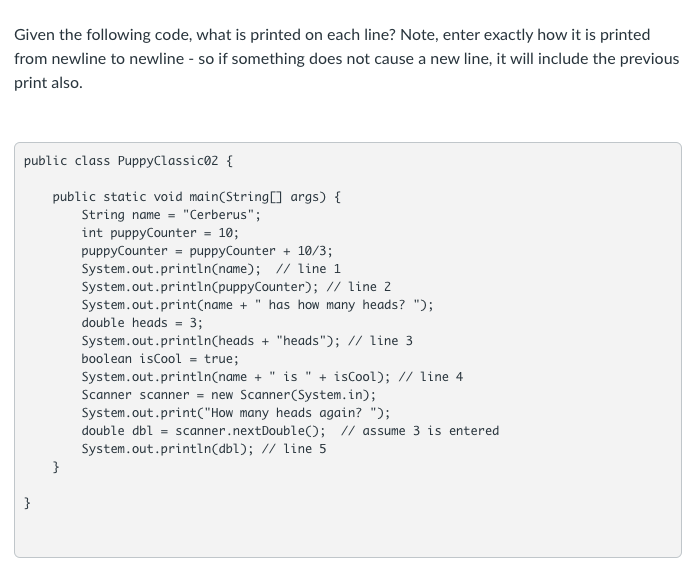 Given the following code, what is printed on each line? Note, enter exactly how it is printed
from newline to newline - so if something does not cause a new line, it will include the previous
print also.
public class PuppyClassic02 {
public static void main(String[] args) {
String name = "Cerberus";
int puppyCounter = 10;
puppyCounter = puppyCounter + 10/3;
System.out.println(name);  // line 1
System.out.println(puppyCounter); // line 2
System.out.print(name + " has how many heads? ");
double heads = 3;
System.out.println(heads + "heads"); // line 3
boolean isCool = true;
System.out.println(name + " is " + isCool); // line 4
Scanner scanner = new Scanner(System.in);
System.out.print("How many heads again? ");
double dbl = scanner.nextDouble();  // assume 3 is entered
System.out.println(dbl); // line 5
}
}